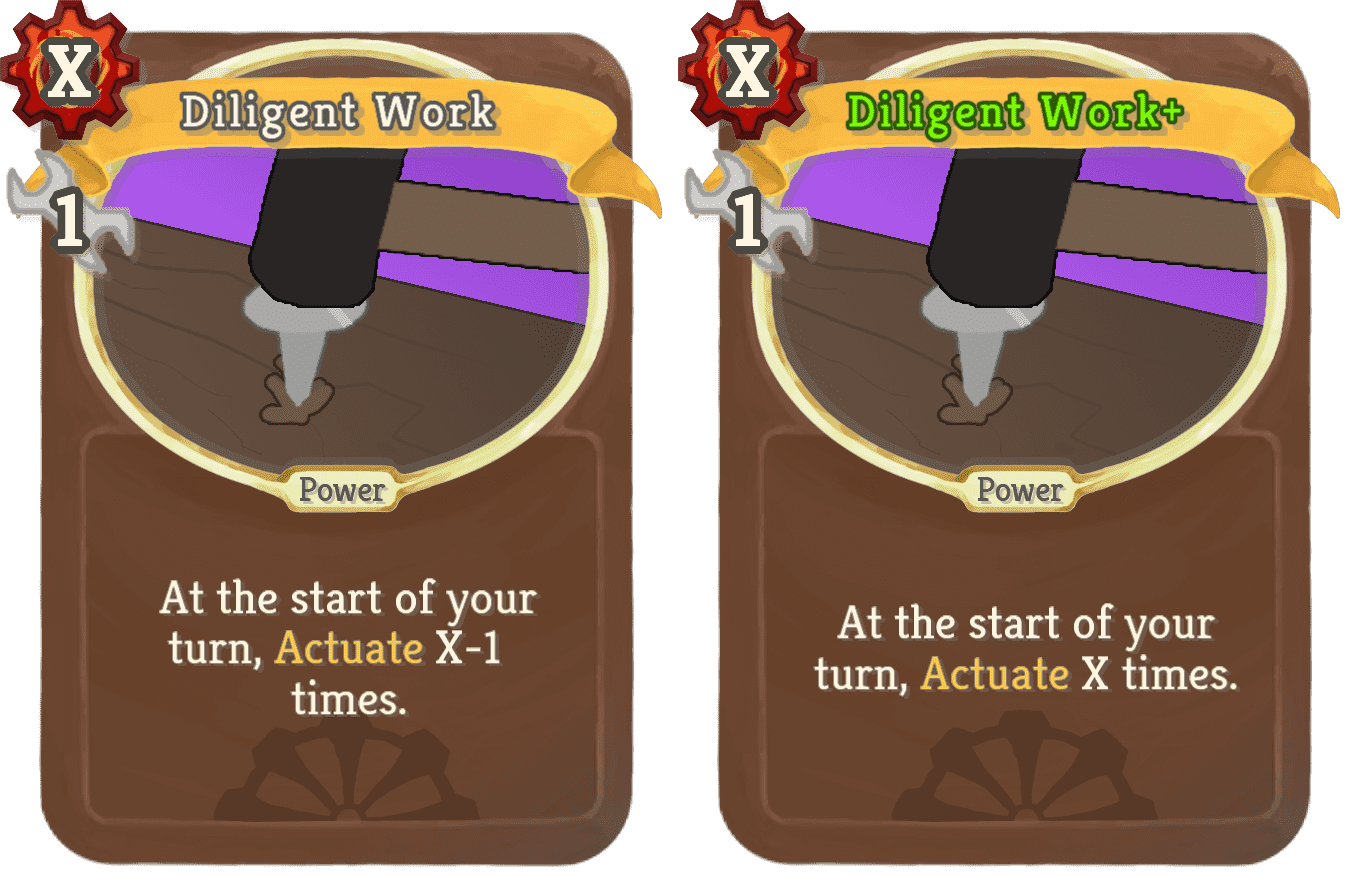 X
Diligent Work
1
Power
At the start of your
turn, Actuate X-1
times.
X
Diligent Work+
1
Power
At the start of your
turn, Actuate X times.